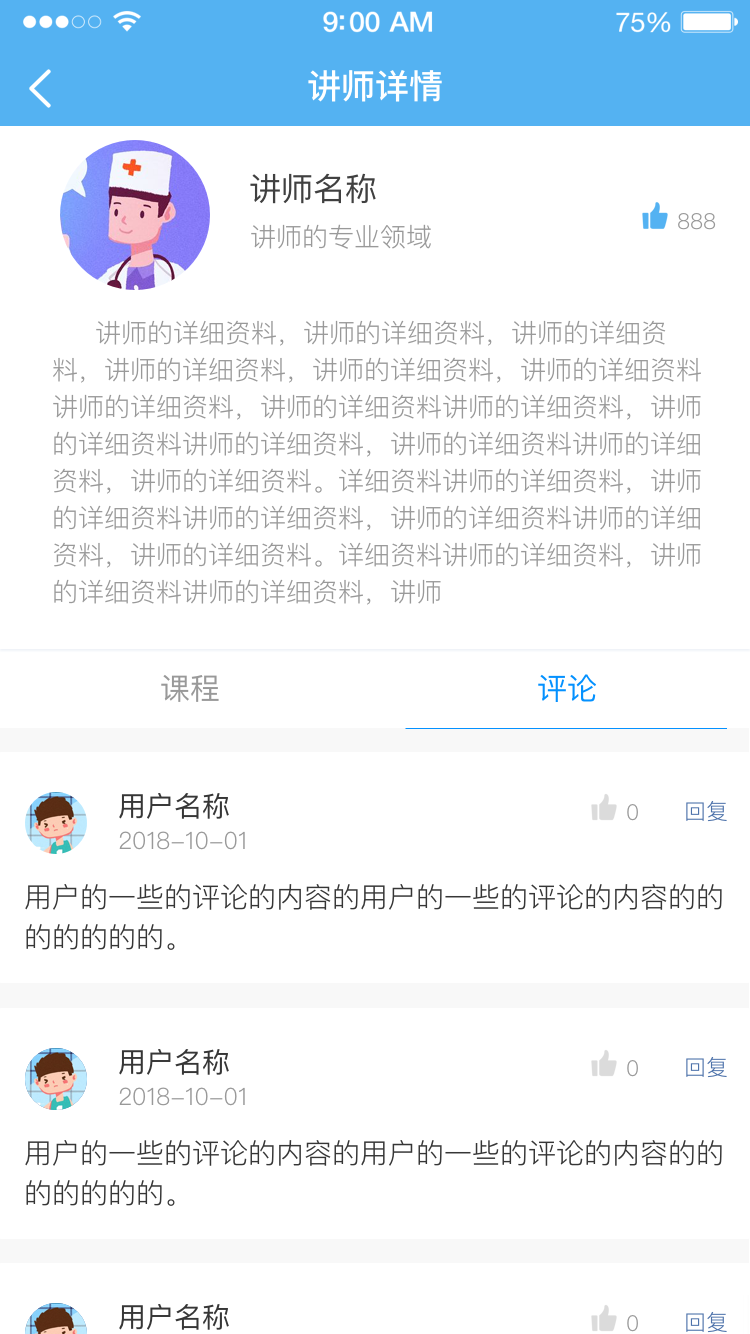 9:00 AM
75%
讲师详情
讲师名称
讲师的专业领域
888
讲师的详细资料，讲师的详细资料，讲师的详细资
料，讲师的详细资料，讲师的详细资料，讲师的详细资料
讲师的详细资料，讲师的详细资料讲师的详细资料，讲师
的详细资料讲师的详细资料，讲师的详细资料讲师的详细
资料，讲师的详细资料。详细资料讲师的详细资料，讲师
的详细资料讲师的详细资料，讲师的详细资料讲师的详细
资料，讲师的详细资料。详细资料讲师的详细资料，讲师
的详细资料讲师的详细资料，讲师
课程
评论
用户名称
0
回复
2018-10-01
用户的一些的评论的内容的用户的一些的评论的内容的的
的的的的的。
用户名称
0
回复
2018-10-01
用户的一些的评论的内容的用户的一些的评论的内容的的
的的的的的。
用户名称
0
回复